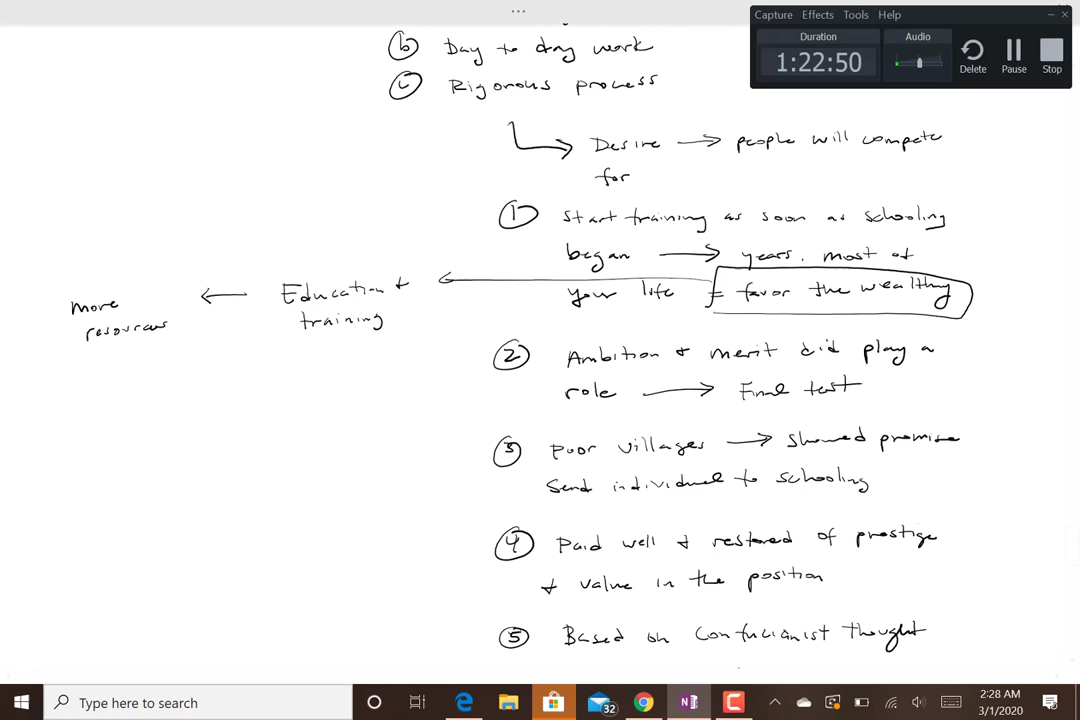 Capture Effects Tools Help
Duration
Audio
1:22:50
Delete
Pause
Stop
b Day to day work
c Rigorous process
Desire → people will compete
for
1 Start training as soon as schooling
began → years. most of
your life = favor the wealthy
← Education +
training
← more
resources
2 Ambition + merit did play a
role → Final test
3 Poor villages → showed promise
Send individual to schooling
4 Paid well + restored of prestige
+ value in the position
5 Based on Confucianist thought
Type here to search
32
2:28 AM
3/1/2020